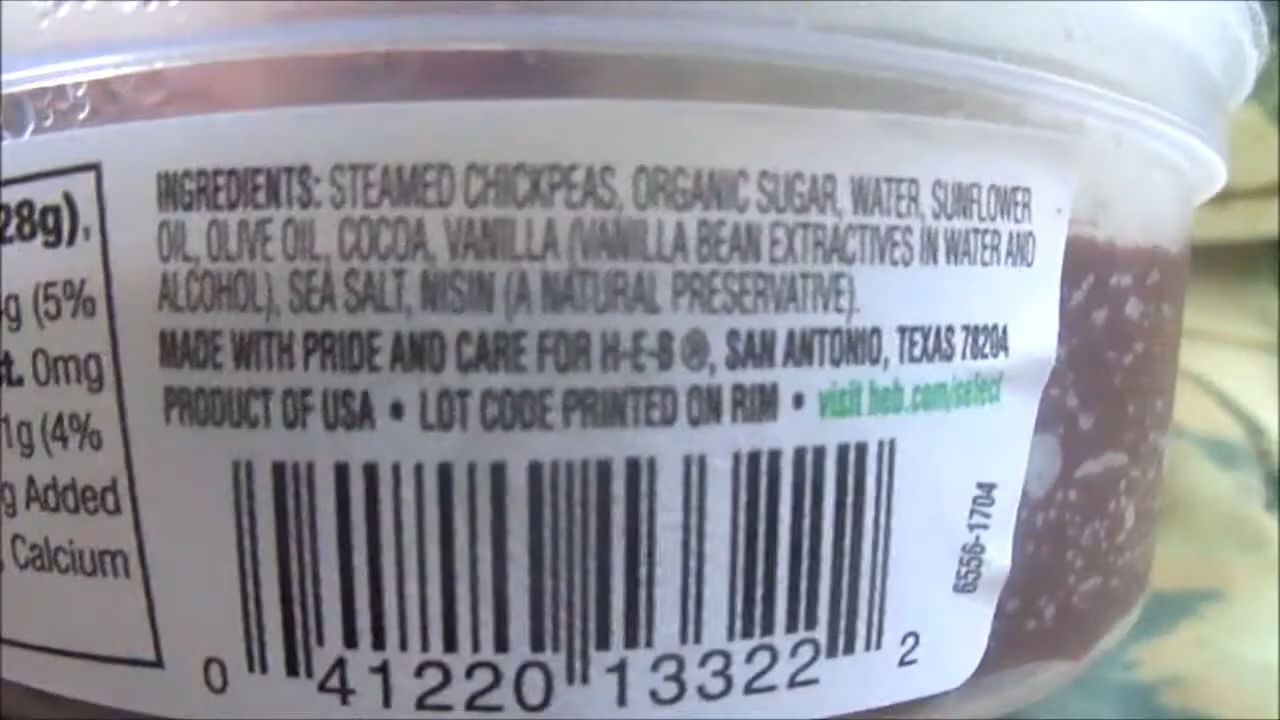 28g).
g (5%
t. 0mg
1g (4%
g Added
Calcium
INGREDIENTS: STEAMED CHICKPEAS, ORGANIC SUGAR, WATER, SUNFLOWER
OIL, OLIVE OIL, COCOA, VANILLA (VANILLA BEAN EXTRACTIVES IN WATER AND
ALCOHOL), SEA SALT, NISIN (A NATURAL PRESERVATIVE).
MADE WITH PRIDE AND CARE FOR H-E-B ®, SAN ANTONIO, TEXAS 78204
PRODUCT OF USA • LOT CODE PRINTED ON RIM • visit heb.com/select
6556-1704
0 41220 13322 2